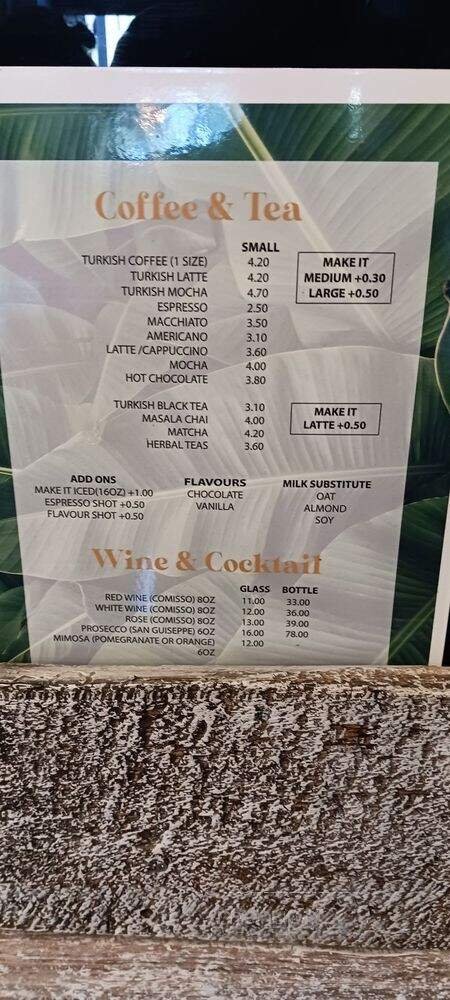 Coffee & Tea
SMALL
TURKISH COFFEE (1 SIZE) 4.20
TURKISH LATTE 4.20
TURKISH MOCHA 4.70
ESPRESSO 2.50
MACCHIATO 3.50
AMERICANO 3.10
LATTE /CAPPUCCINO 3.60
MOCHA 4.00
HOT CHOCOLATE 3.80
MAKE IT
MEDIUM +0.30
LARGE +0.50
TURKISH BLACK TEA 3.10
MASALA CHAI 4.00
MATCHA 4.20
HERBAL TEAS 3.60
MAKE IT
LATTE +0.50
ADD ONS
MAKE IT ICED(16OZ) +1.00
ESPRESSO SHOT +0.50
FLAVOUR SHOT +0.50
FLAVOURS
CHOCOLATE
VANILLA
MILK SUBSTITUTE
OAT
ALMOND
SOY
Wine & Cocktail
GLASS BOTTLE
RED WINE (COMISSO) 8OZ 11.00 33.00
WHITE WINE (COMISSO) 8OZ 12.00 36.00
ROSE (COMISSO) 8OZ 13.00 39.00
PROSECCO (SAN GUISEPPE) 6OZ 16.00 78.00
MIMOSA (POMEGRANATE OR ORANGE) 12.00 -
6OZ